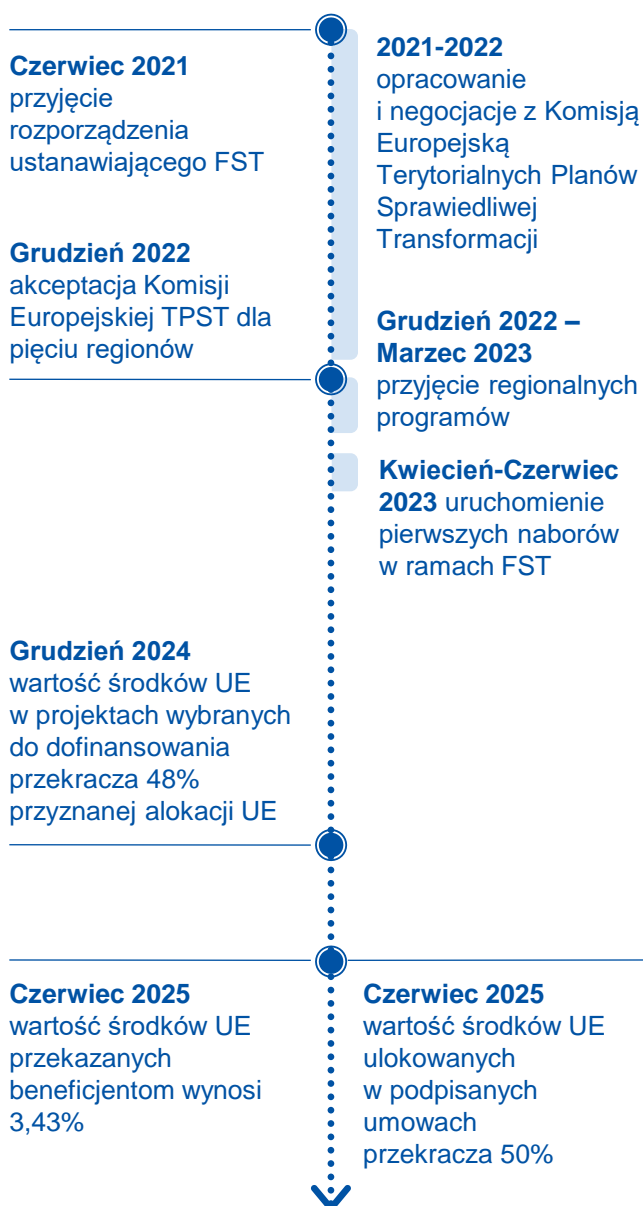 Czerwiec 2021
przyjęcie
rozporządzenia
ustanawiającego FST
2021-2022
opracowanie
i negocjacje z Komisją
Europejską
Terytorialnych Planów
Sprawiedliwej
Transformacji
Grudzień 2022
akceptacja Komisji
Europejskiej TPST dla
pięciu regionów
Grudzień 2022 –
Marzec 2023
przyjęcie regionalnych
programów
Kwiecień-Czerwiec
2023 uruchomienie
pierwszych naborów
w ramach FST
Grudzień 2024
wartość środków UE
w projektach wybranych
do dofinansowania
przekracza 48%
przyznanej alokacji UE
Czerwiec 2025
wartość środków UE
przekazanych
beneficjentom wynosi
3,43%
Czerwiec 2025
wartość środków UE
ulokowanych
w podpisanych
umowach
przekracza 50%